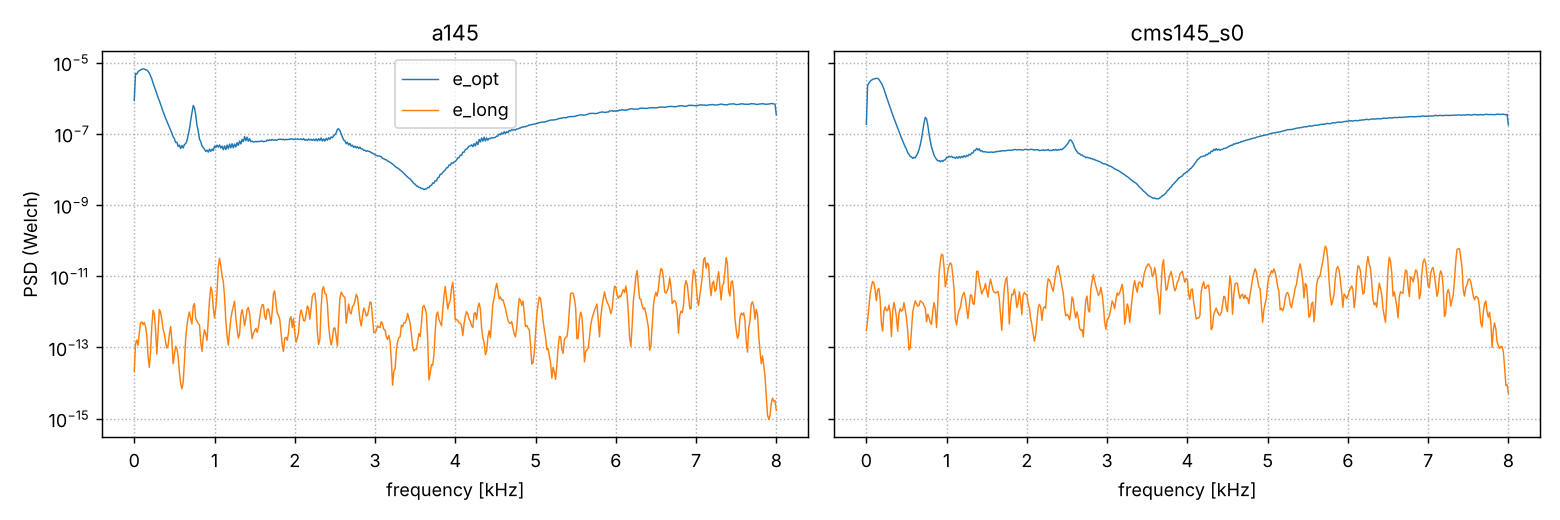 a145
cms145_s0
e_opt
e_long
PSD (Welch)
10⁻⁵
10⁻⁷
10⁻⁹
10⁻¹¹
10⁻¹³
10⁻¹⁵
0 1 2 3 4 5 6 7 8
0 1 2 3 4 5 6 7 8
frequency [kHz]
frequency [kHz]